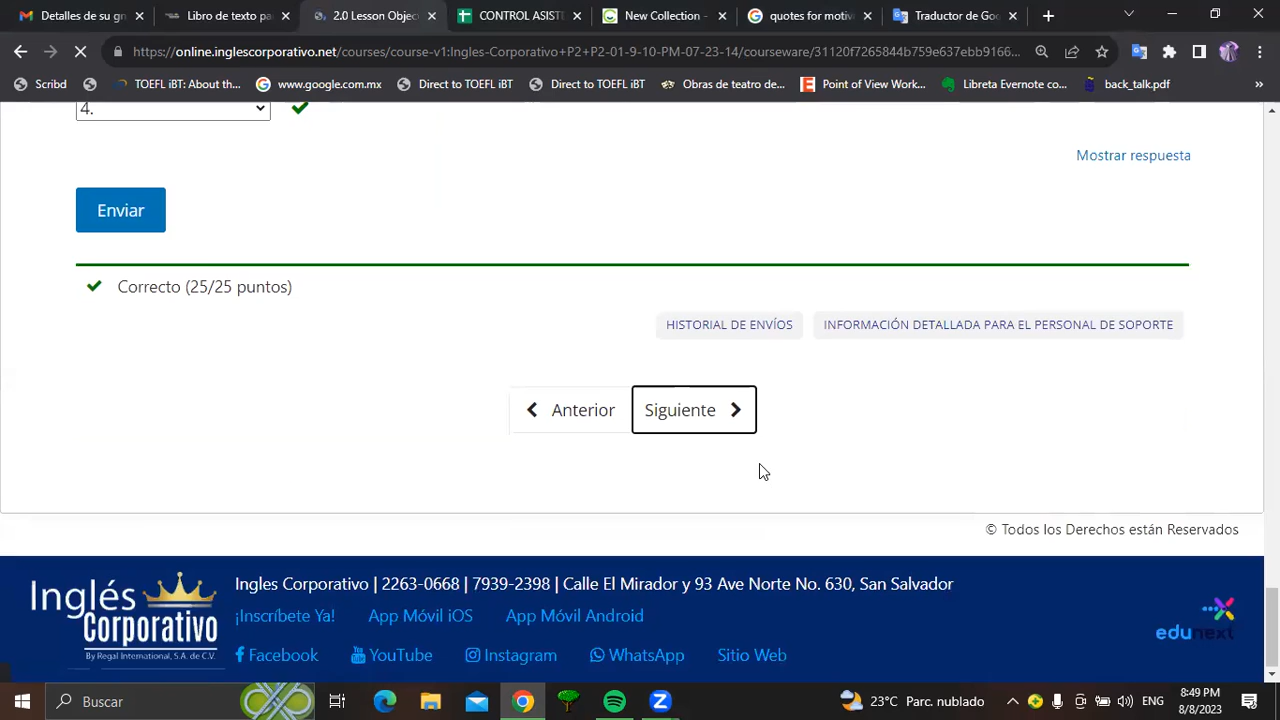 Detalles de su gr
Libro de texto pa
2.0 Lesson Objec
CONTROL ASISTE
New Collection -
quotes for motiva
Traductor de Goo
https://online.inglescorporativo.net/courses/course-v1:Ingles-Corporativo+P2+P2-01-9-10-PM-07-23-14/courseware/31120f7265844b759e637ebb9166...
Scribd
TOEFL iBT: About th...
www.google.com.mx
Direct to TOEFL iBT
Direct to TOEFL iBT
Obras de teatro de...
Point of View Work...
Libreta Evernote co...
back_talk.pdf
»
4.
Mostrar respuesta
Enviar
Correcto (25/25 puntos)
HISTORIAL DE ENVÍOS
INFORMACIÓN DETALLADA PARA EL PERSONAL DE SOPORTE
Anterior
Siguiente
© Todos los Derechos están Reservados
Inglés
Corporativo
By Regal International, S.A. de C.V.
Ingles Corporativo | 2263-0668 | 7939-2398 | Calle El Mirador y 93 Ave Norte No. 630, San Salvador
¡Inscríbete Ya!
App Móvil iOS
App Móvil Android
Facebook
YouTube
Instagram
WhatsApp
Sitio Web
edunext
Buscar
23°C Parc. nublado
ENG
8:49 PM
8/8/2023